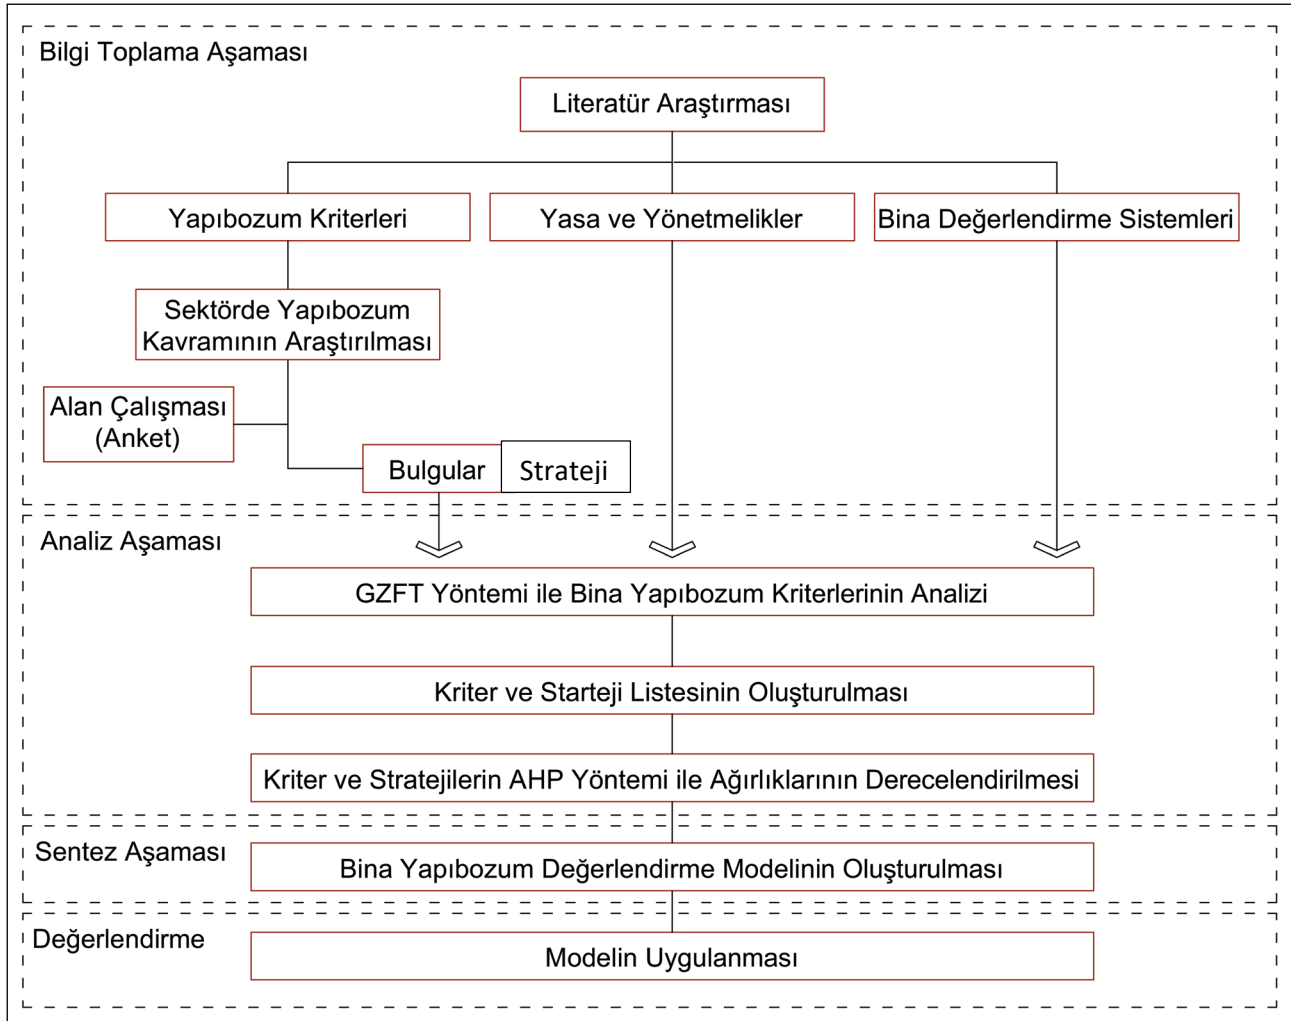 Bilgi Toplama Aşaması
Literatür Araştırması
Yapıbozum Kriterleri
Yasa ve Yönetmelikler
Bina Değerlendirme Sistemleri
Sektörde Yapıbozum
Kavramının Araştırılması
Alan Çalışması
(Anket)
Bulgular
Strateji
Analiz Aşaması
GZFT Yöntemi ile Bina Yapıbozum Kriterlerinin Analizi
Kriter ve Starteji Listesinin Oluşturulması
Kriter ve Stratejilerin AHP Yöntemi ile Ağırlıklarının Derecelendirilmesi
Sentez Aşaması
Bina Yapıbozum Değerlendirme Modelinin Oluşturulması
Değerlendirme
Modelin Uygulanması